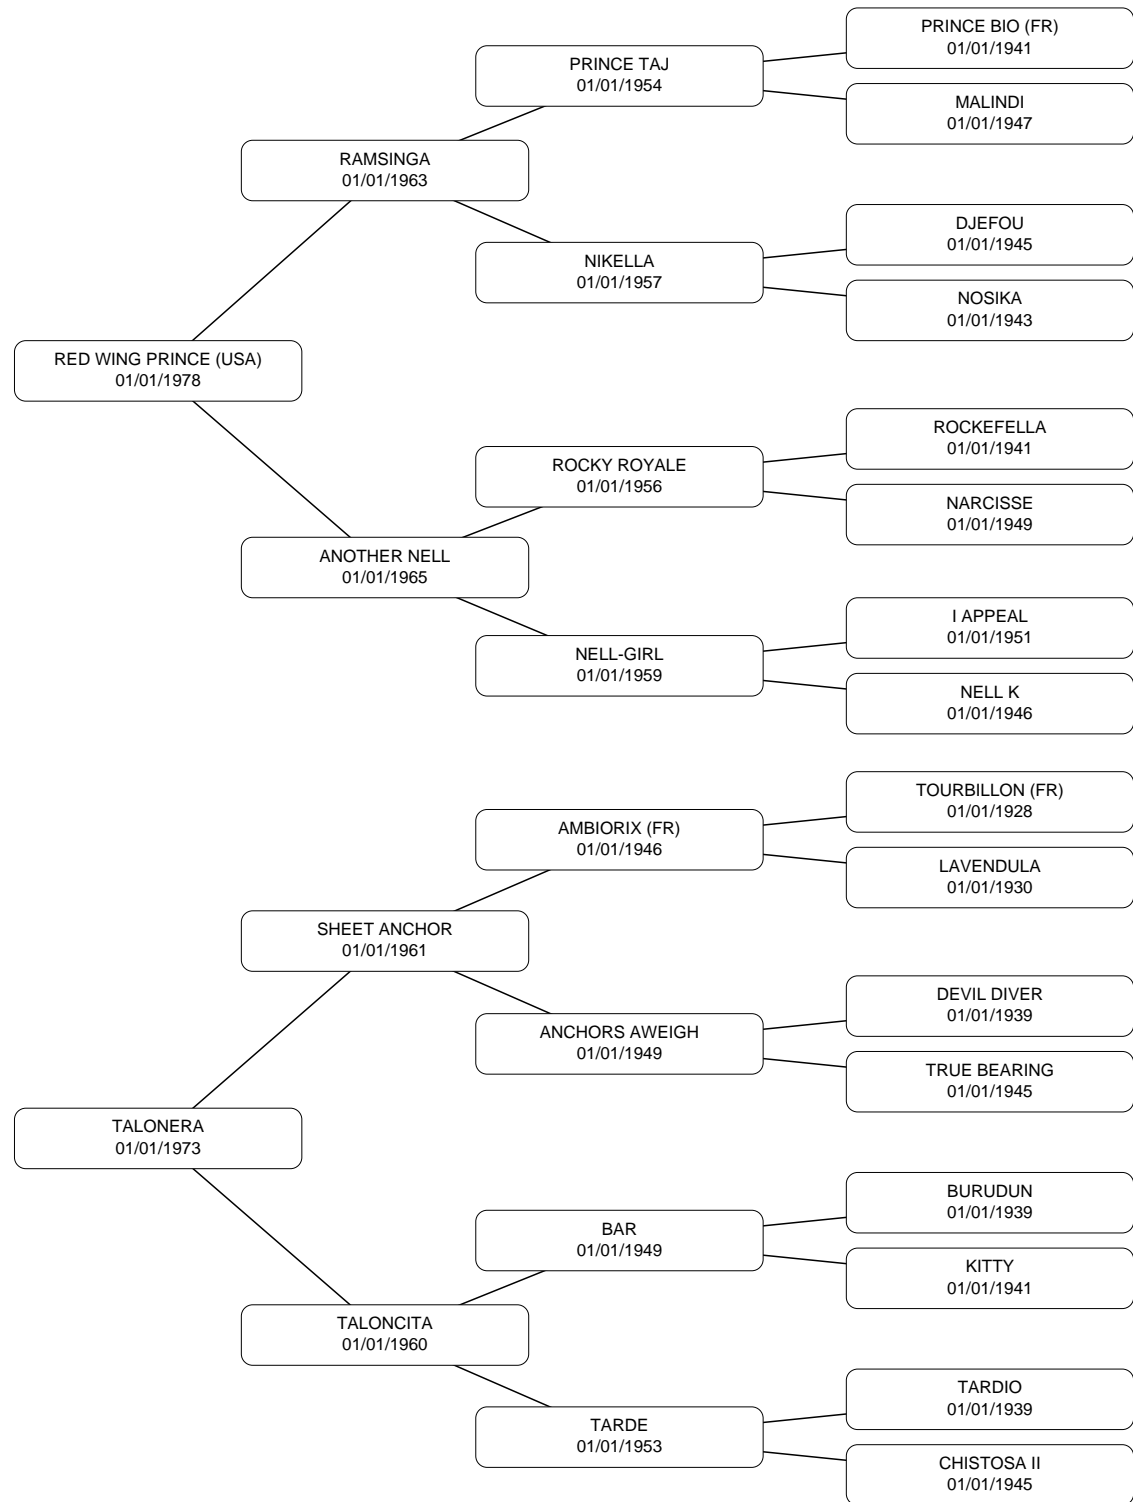 PRINCE BIO (FR)
01/01/1941
PRINCE TAJ
01/01/1954
MALINDI
01/01/1947
RAMSINGA
01/01/1963
DJEFOU
01/01/1945
NIKELLA
01/01/1957
NOSIKA
01/01/1943
RED WING PRINCE (USA)
01/01/1978
ROCKEFELLA
01/01/1941
ROCKY ROYALE
01/01/1956
NARCISSE
01/01/1949
ANOTHER NELL
01/01/1965
I APPEAL
01/01/1951
NELL-GIRL
01/01/1959
NELL K
01/01/1946
TOURBILLON (FR)
01/01/1928
AMBIORIX (FR)
01/01/1946
LAVENDULA
01/01/1930
SHEET ANCHOR
01/01/1961
DEVIL DIVER
01/01/1939
ANCHORS AWEIGH
01/01/1949
TRUE BEARING
01/01/1945
TALONERA
01/01/1973
BURUDUN
01/01/1939
BAR
01/01/1949
KITTY
01/01/1941
TALONCITA
01/01/1960
TARDIO
01/01/1939
TARDE
01/01/1953
CHISTOSA II
01/01/1945